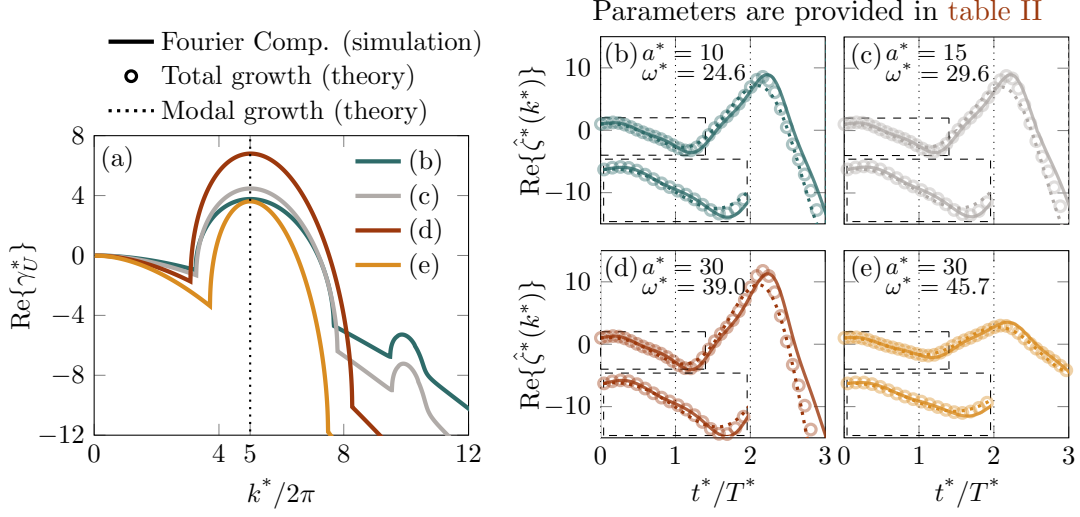 Parameters are provided in table II
Fourier Comp. (simulation)
Total growth (theory)
Modal growth (theory)
(a)
(b)
(c)
(d)
(e)
8
4
0
−4
−8
−12
Re{γ*_U}
0
4
5
8
12
k*/2π
(b) a* = 10
ω* = 24.6
(c) a* = 15
ω* = 29.6
10
0
−10
Re{ζ̂*(k*)}
(d) a* = 30
ω* = 39.0
(e) a* = 30
ω* = 45.7
10
0
−10
Re{ζ̂*(k*)}
0 1 2 3
0 1 2 3
t*/T*
t*/T*